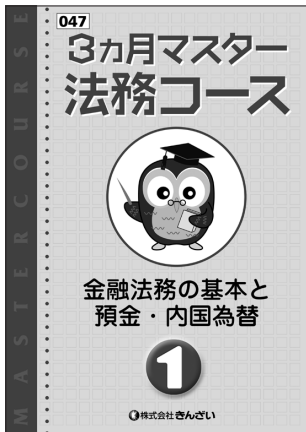 MASTER COURSE
047
3ヵ月マスター
法務コース
金融法務の基本と
預金・内国為替
1
株式会社きんざい